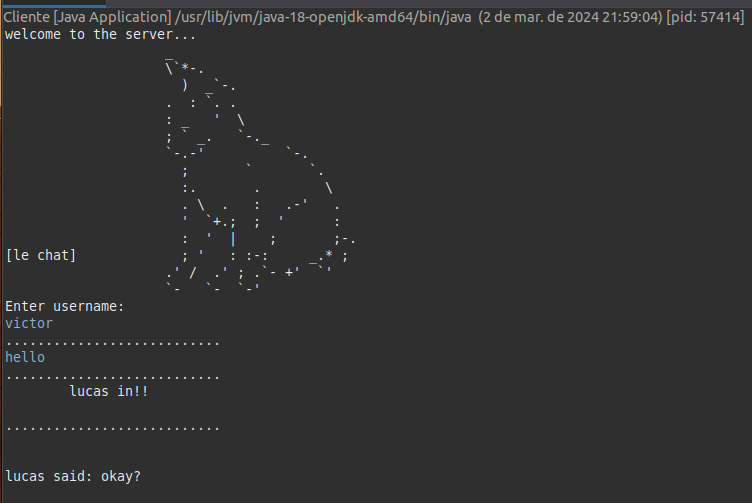 Cliente [Java Application] /usr/lib/jvm/java-18-openjdk-amd64/bin/java  (2 de mar. de 2024 21:59:04) [pid: 57414]
welcome to the server...
                    _
                    \`*-.
                      )  _`-.
                    .  : `. .
                    : _   '  \
                    ; ` _.   `-._
                    `-.-'          `-.
                      ;       `       `.
                      :.       .        \
                      . \  .   :   .-'   .
                      '  `+.;  ;  '      :
                      :  '  |    ;       ;-.
[le chat]             ; '   : :-:     _.* ;
                    .' /  .' ; .`- +'  `'
                    `-   `-  `-'
Enter username:
victor
...........................
hello
...........................
        lucas in!!
...........................
lucas said: okay?